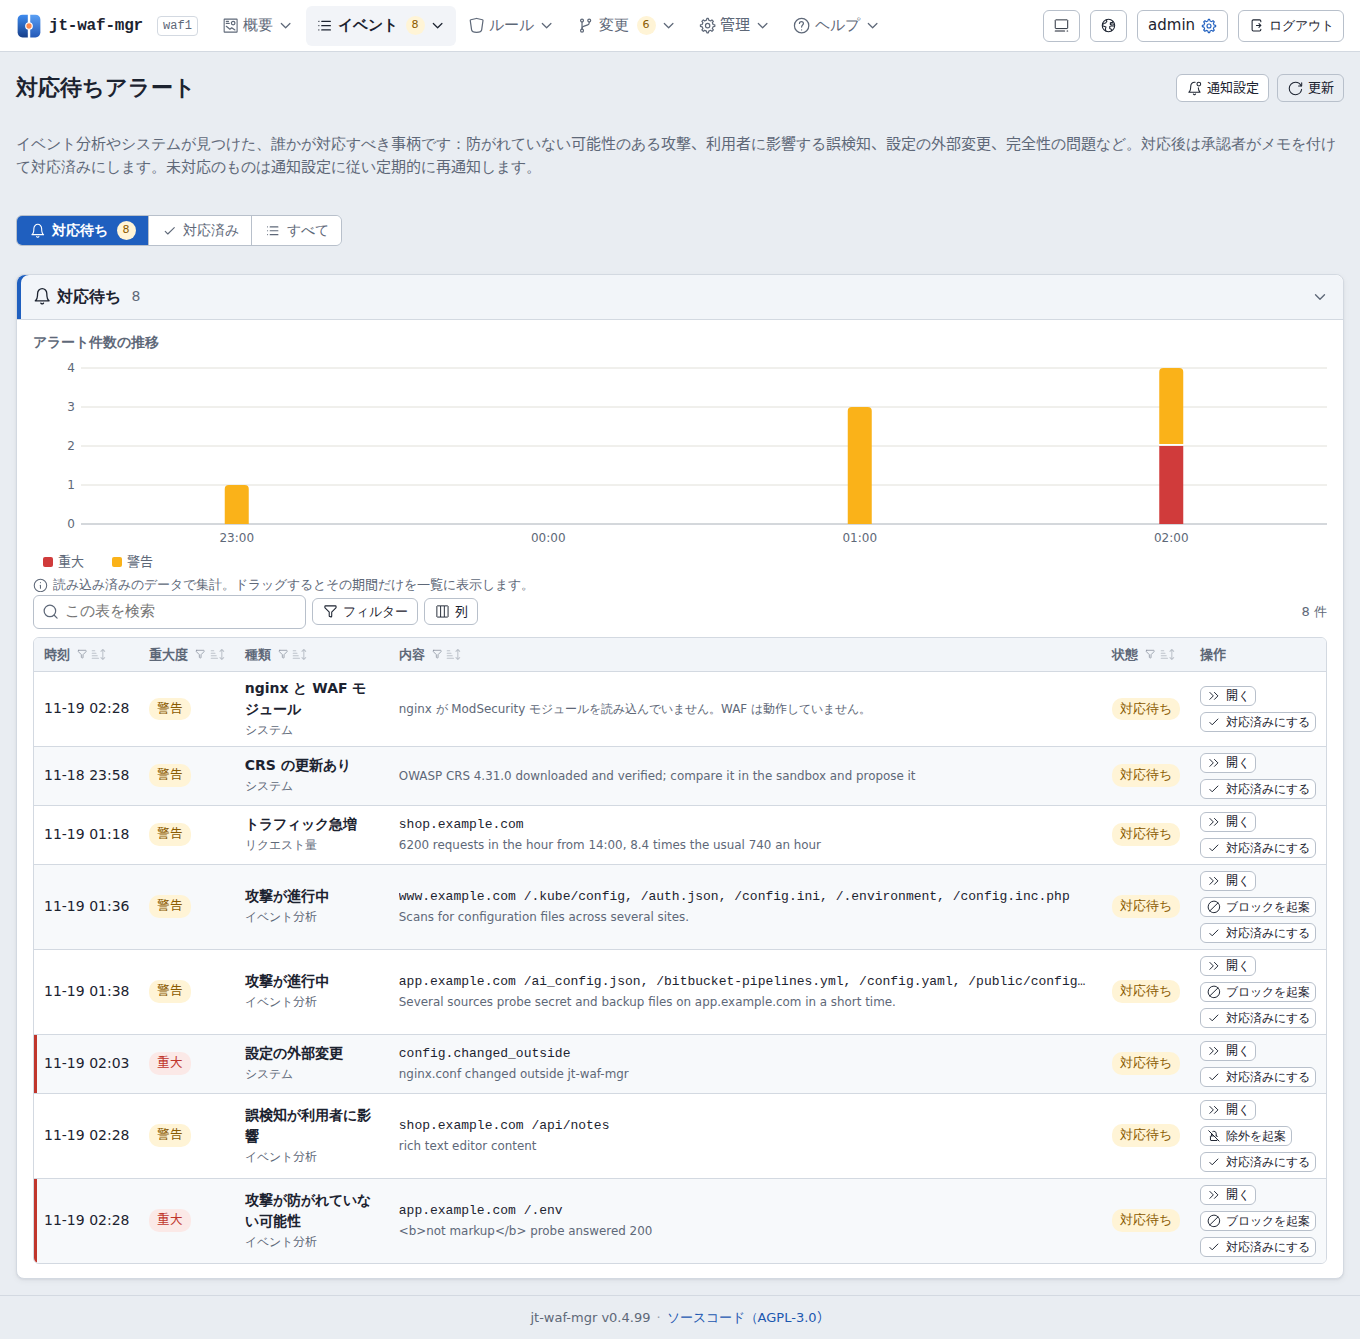 jt-waf-mgr waf1 概要 イベント 8 ルール 変更 6 管理 ヘルプ admin ログアウト
対応待ちアラート 通知設定 更新
イベント分析やシステムが見つけた、誰かが対応すべき事柄です：防がれていない可能性のある攻撃、利用者に影響する誤検知、設定の外部変更、完全性の問題など。対応後は承認者がメモを付け
て対応済みにします。未対応のものは通知設定に従い定期的に再通知します。
対応待ち 8 対応済み すべて
対応待ち 8
アラート件数の推移
4
3
2
1
0
23:00 00:00 01:00 02:00
重大 警告
読み込み済みのデータで集計。ドラッグするとその期間だけを一覧に表示します。
この表を検索 フィルター 列 8 件
時刻 重大度 種類 内容 状態 操作
11-19 02:28 警告 nginx と WAF モ
ジュール
システム
nginx が ModSecurity モジュールを読み込んでいません。WAF は動作していません。
対応待ち
開く
対応済みにする
11-18 23:58 警告 CRS の更新あり
システム
OWASP CRS 4.31.0 downloaded and verified; compare it in the sandbox and propose it
対応待ち
開く
対応済みにする
11-19 01:18 警告 トラフィック急増
リクエスト量
shop.example.com
6200 requests in the hour from 14:00, 8.4 times the usual 740 an hour
対応待ち
開く
対応済みにする
11-19 01:36 警告 攻撃が進行中
イベント分析
www.example.com /.kube/config, /auth.json, /config.ini, /.environment, /config.inc.php
Scans for configuration files across several sites.
対応待ち
開く
ブロックを起案
対応済みにする
11-19 01:38 警告 攻撃が進行中
イベント分析
app.example.com /ai_config.json, /bitbucket-pipelines.yml, /config.yaml, /public/config…
Several sources probe secret and backup files on app.example.com in a short time.
対応待ち
開く
ブロックを起案
対応済みにする
11-19 02:03 重大 設定の外部変更
システム
config.changed_outside
nginx.conf changed outside jt-waf-mgr
対応待ち
開く
対応済みにする
11-19 02:28 警告 誤検知が利用者に影
響
イベント分析
shop.example.com /api/notes
rich text editor content
対応待ち
開く
除外を起案
対応済みにする
11-19 02:28 重大 攻撃が防がれていな
い可能性
イベント分析
app.example.com /.env
<b>not markup</b> probe answered 200
対応待ち
開く
ブロックを起案
対応済みにする
jt-waf-mgr v0.4.99 · ソースコード（AGPL-3.0）